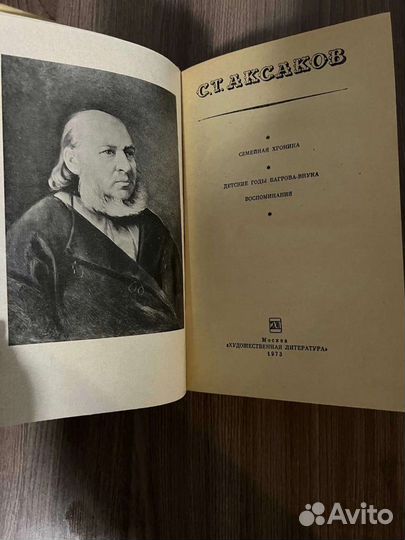 С.Т. АКСАКОВ
СЕМЕЙНАЯ ХРОНИКА
ДЕТСКИЕ ГОДЫ БАГРОВА-ВНУКА
ВОСПОМИНАНИЯ
Москва
«ХУДОЖЕСТВЕННАЯ ЛИТЕРАТУРА»
1973
Avito